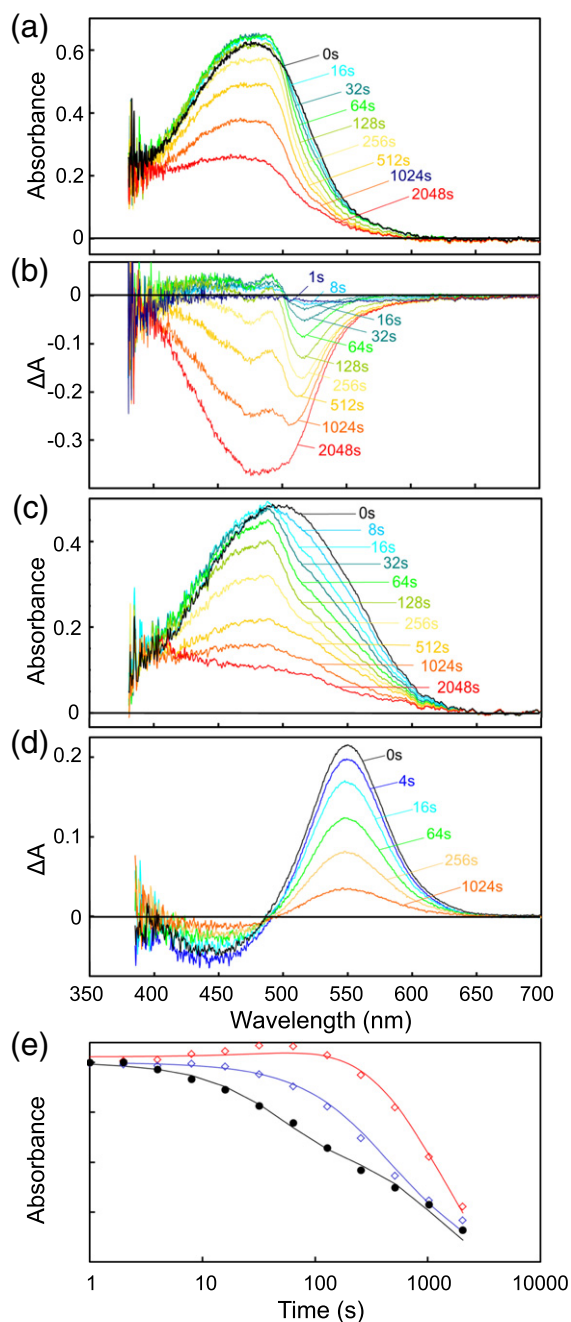 (a)
0.6
0.4
0.2
0
Absorbance
0s
16s
32s
64s
128s
256s
512s
1024s
2048s
(b)
0
-0.1
-0.2
-0.3
ΔA
1s
8s
16s
32s
64s
128s
256s
512s
1024s
2048s
(c)
0.4
0.2
0
Absorbance
0s
8s
16s
32s
64s
128s
256s
512s
1024s
2048s
(d)
0.2
0.1
0
ΔA
0s
4s
16s
64s
256s
1024s
350 400 450 500 550 600 650 700
Wavelength (nm)
(e)
Absorbance
1 10 100 1000 10000
Time (s)